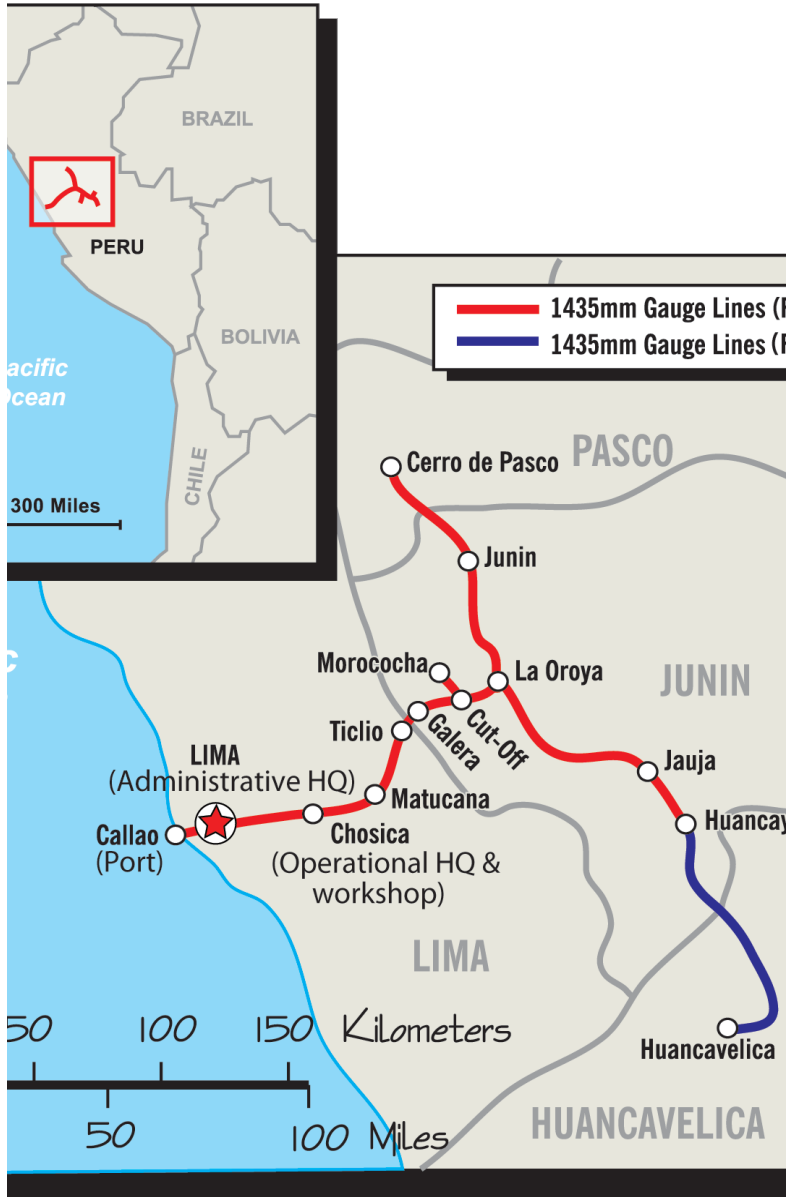 BRAZIL
PERU
BOLIVIA
acific
cean
CHILE
300 Miles
1435mm Gauge Lines (
1435mm Gauge Lines (
PASCO
Cerro de Pasco
Junin
Morococha
La Oroya
JUNIN
Ticlio
Galera
Cut-Off
LIMA
(Administrative HQ)
Jauja
Matucana
Callao
(Port)
Chosica
(Operational HQ &
workshop)
Huancay
LIMA
50 100 150 Kilometers
Huancavelica
50 100 Miles
HUANCAVELICA